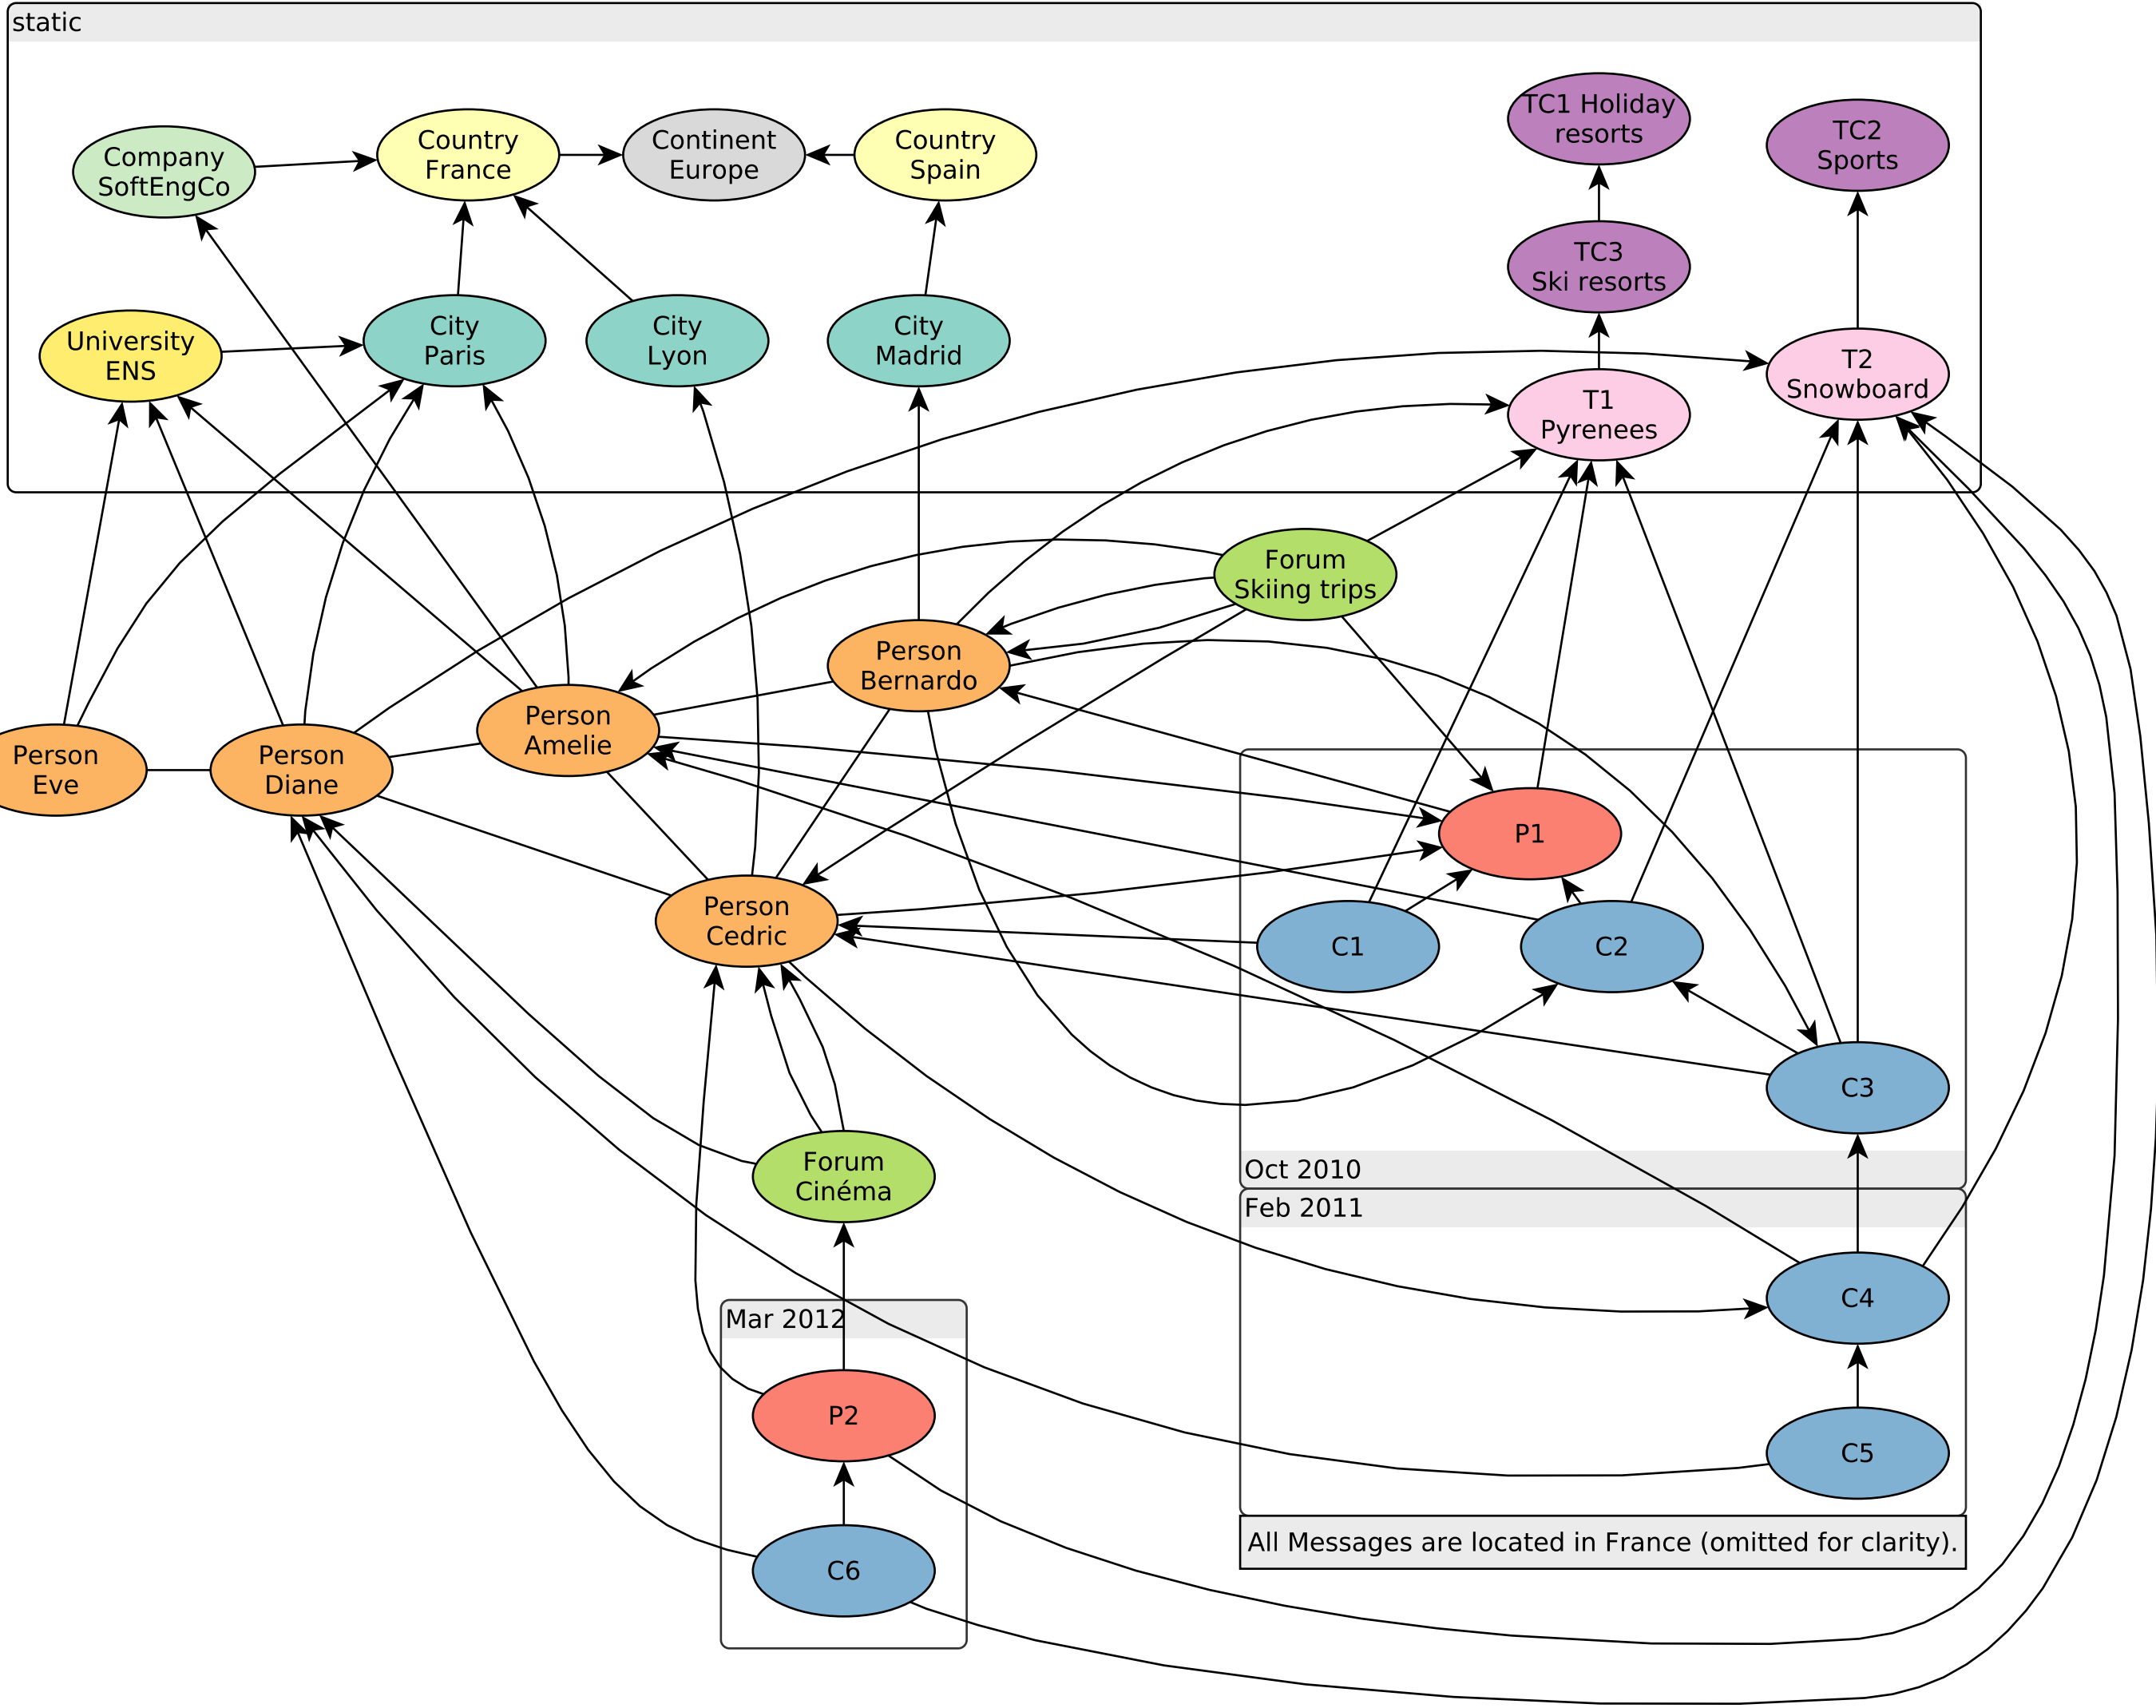 static
TC1 Holiday
resorts
TC2
Sports
Country
France
Continent
Europe
Country
Spain
Company
SoftEngCo
TC3
Ski resorts
University
ENS
City
Paris
City
Lyon
City
Madrid
T2
Snowboard
T1
Pyrenees
Forum
Skiing trips
Person
Bernardo
Person
Amelie
Person
Eve
Person
Diane
P1
Person
Cedric
C1
C2
C3
Forum
Cinéma
Oct 2010
Feb 2011
C4
Mar 2012
P2
C5
All Messages are located in France (omitted for clarity).
C6